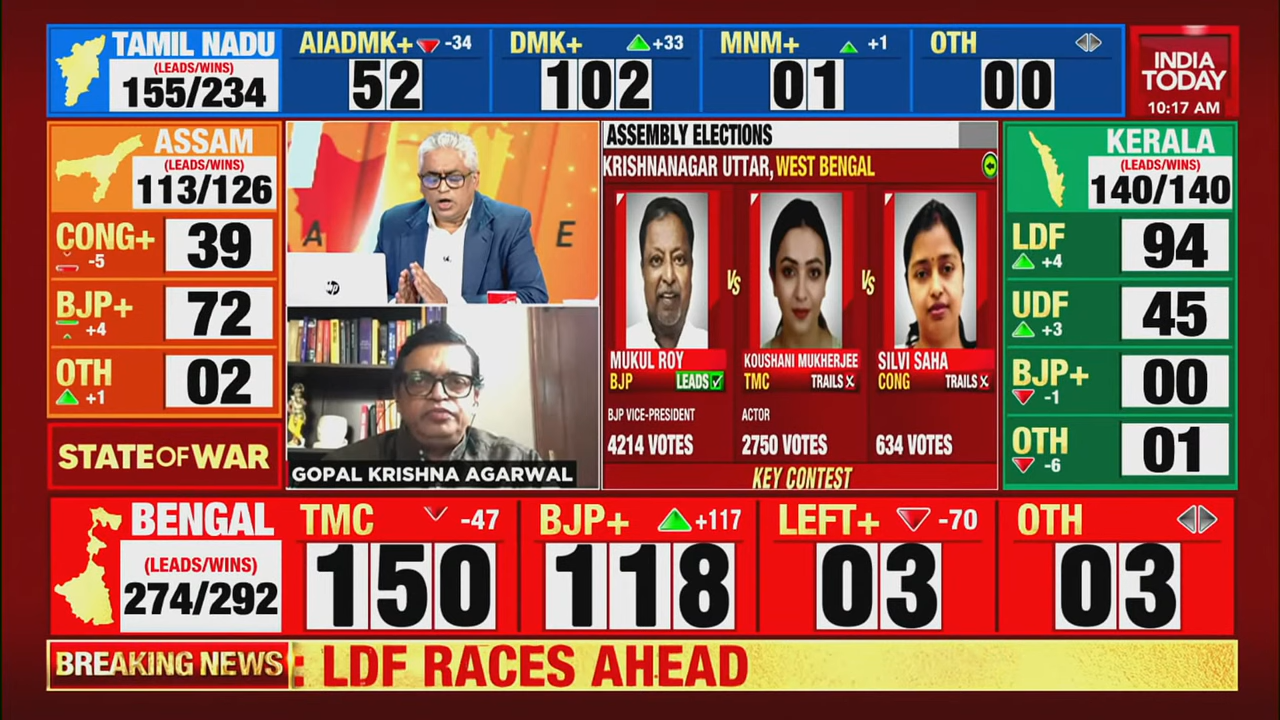 TAMIL NADU
(LEADS/WINS)
155/234
AIADMK+ -34
52
DMK+ +33
102
MNM+ +1
01
OTH
00
INDIA
TODAY
10:17 AM
ASSAM
(LEADS/WINS)
113/126
CONG+
-5
39
BJP+
+4
72
OTH
+1
02
STATE OF WAR
A E
hp
GOPAL KRISHNA AGARWAL
ASSEMBLY ELECTIONS
KRISHNANAGAR UTTAR, WEST BENGAL
VS
VS
MUKUL ROY
BJP LEADS
BJP VICE-PRESIDENT
4214 VOTES
KOUSHANI MUKHERJEE
TMC TRAILS
ACTOR
2750 VOTES
SILVI SAHA
CONG TRAILS
634 VOTES
KEY CONTEST
KERALA
(LEADS/WINS)
140/140
LDF
+4
94
UDF
+3
45
BJP+
-1
00
OTH
-6
01
BENGAL
(LEADS/WINS)
274/292
TMC -47
150
BJP+ +117
118
LEFT+ -70
03
OTH
03
BREAKING NEWS : LDF RACES AHEAD